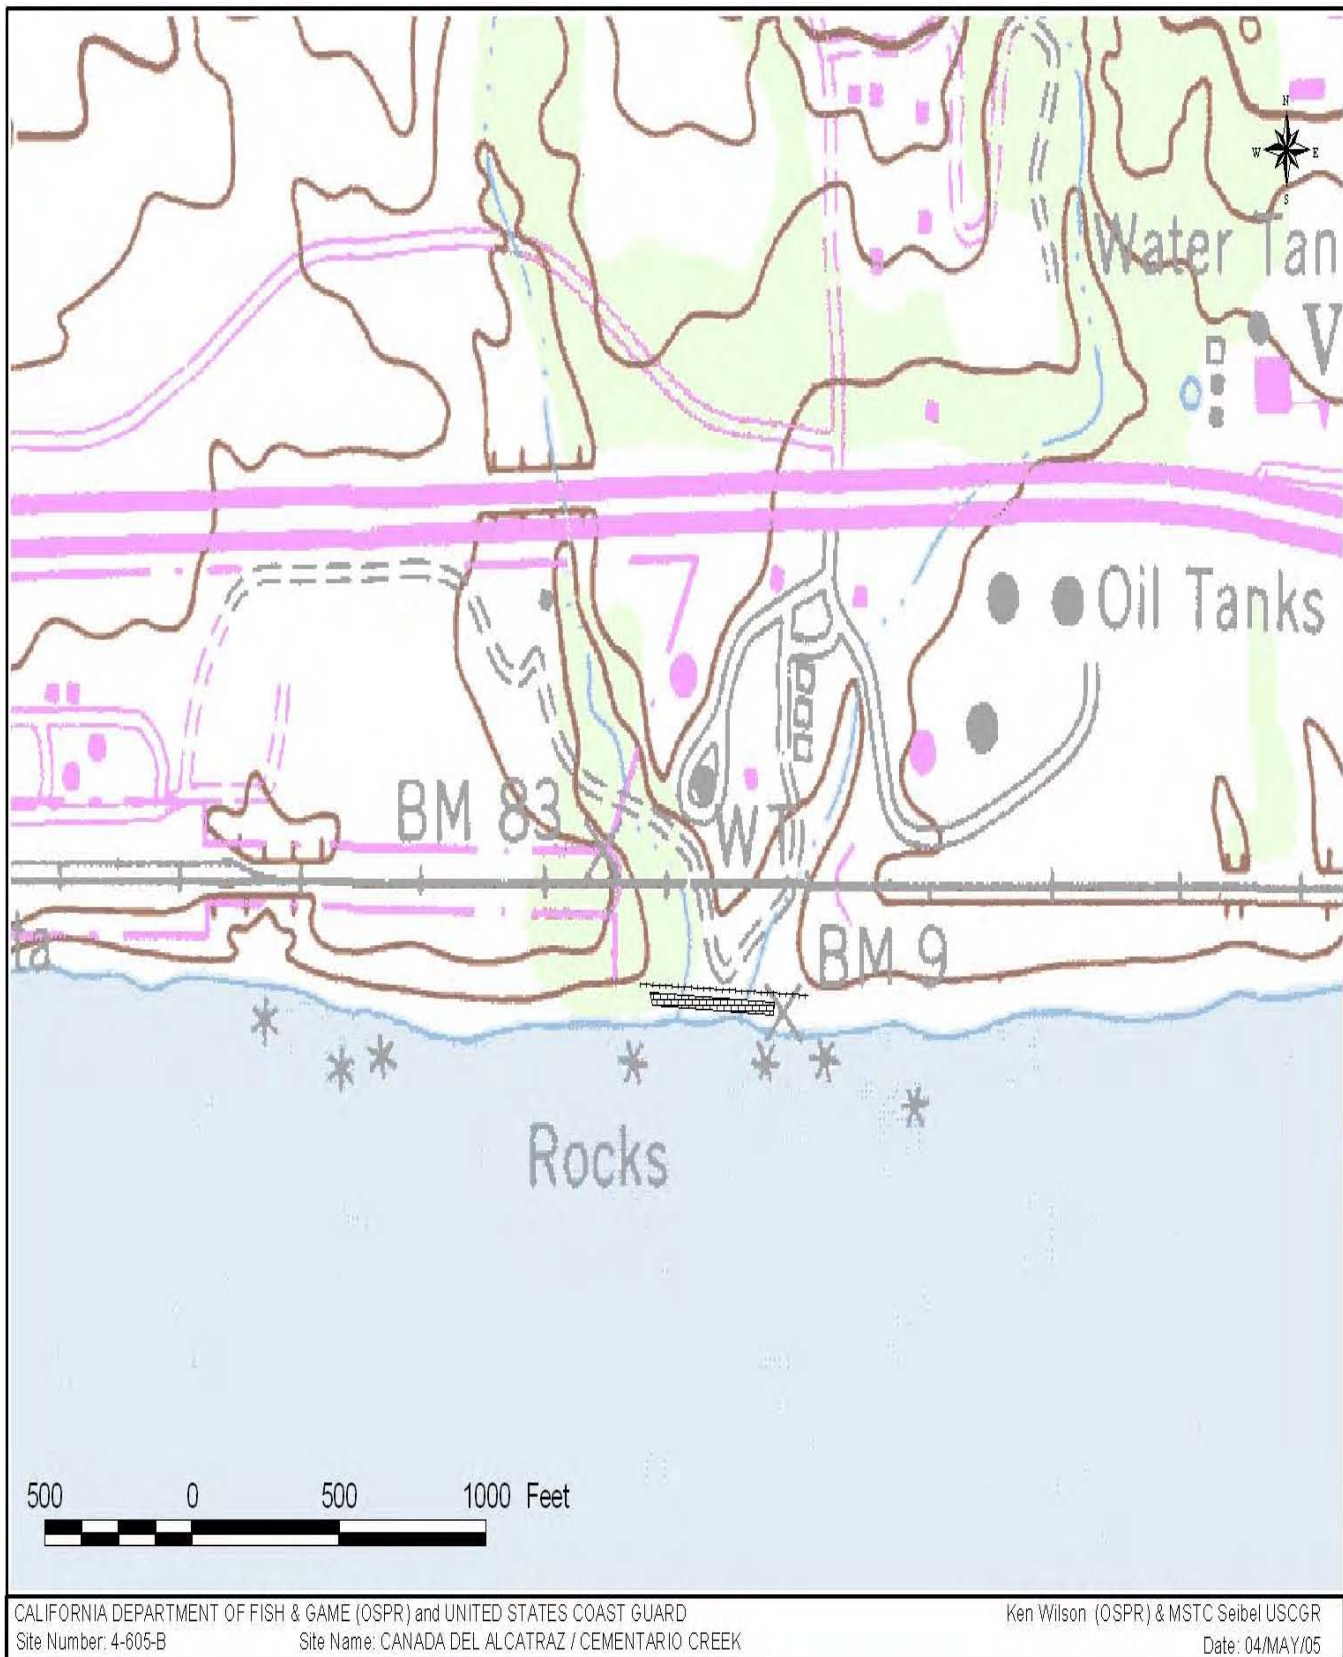 N
W E
S
Water Tan
V
Oil Tanks
BM 83
WT
ta
BM 9
Rocks
500 0 500 1000 Feet
CALIFORNIA DEPARTMENT OF FISH & GAME (OSPR) and UNITED STATES COAST GUARD
Ken Wilson (OSPR) & MSTC Seibel USCGR
Site Number: 4-605-B Site Name: CANADA DEL ALCATRAZ / CEMENTARIO CREEK
Date: 04/MAY/05